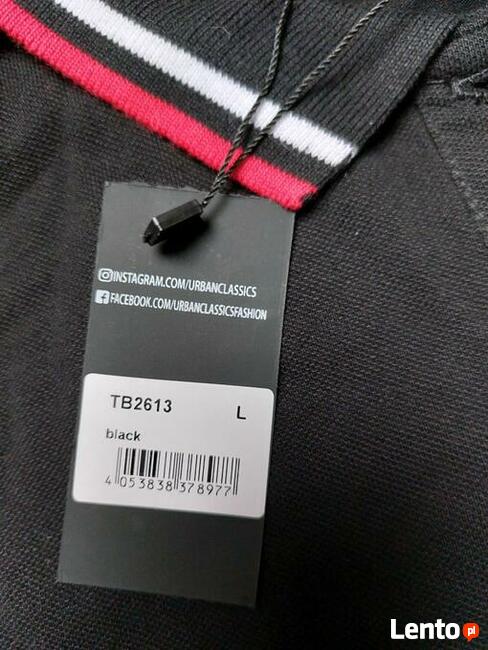 INSTAGRAM.COM/URBANCLASSICS
FACEBOOK.COM/URBANCLASSICSFASHION
TB2613 L
black
4 053838 378977
Lento.pl